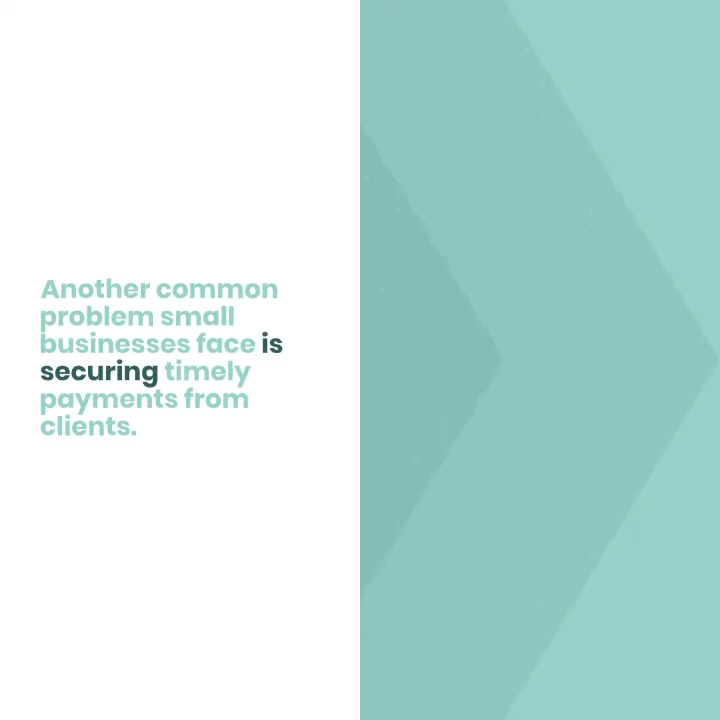 Another common
problem small
businesses face is
securing timely
payments from
clients.